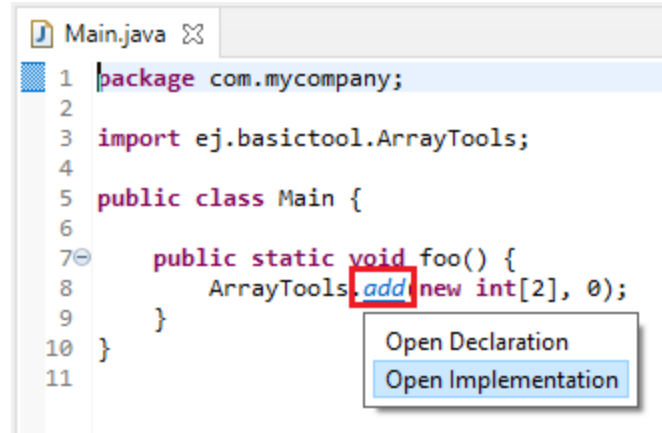 Main.java
1 package com.mycompany;
2
3 import ej.basictool.ArrayTools;
4
5 public class Main {
6
7 public static void foo() {
8 ArrayTools.add(new int[2], 0);
9 }
10 }
11
Open Declaration
Open Implementation